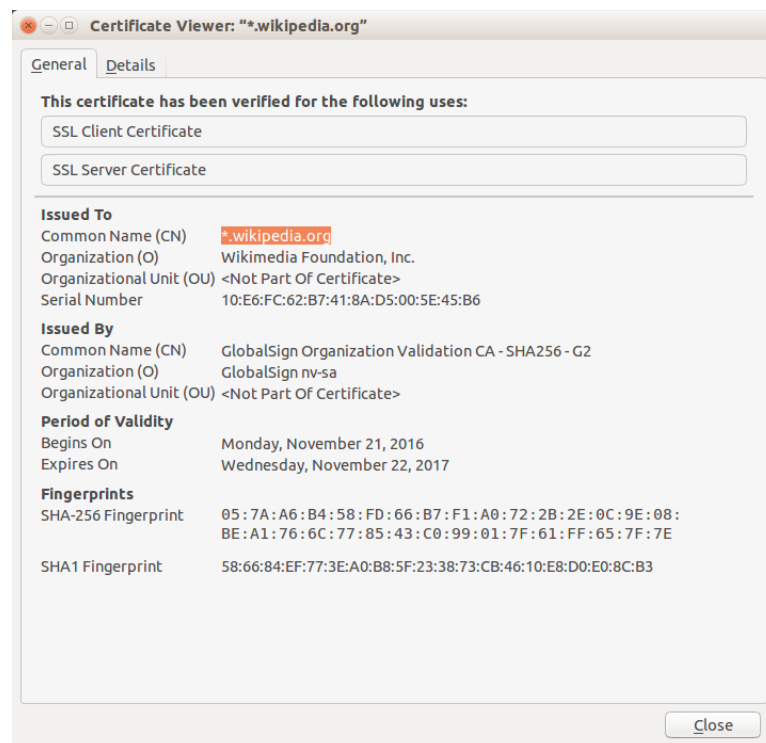 Certificate Viewer: “*.wikipedia.org”
General Details
This certificate has been verified for the following uses:
SSL Client Certificate
SSL Server Certificate
Issued To
Common Name (CN) *.wikipedia.org
Organization (O) Wikimedia Foundation, Inc.
Organizational Unit (OU) <Not Part Of Certificate>
Serial Number 10:E6:FC:62:B7:41:8A:D5:00:5E:45:B6
Issued By
Common Name (CN) GlobalSign Organization Validation CA - SHA256 - G2
Organization (O) GlobalSign nv-sa
Organizational Unit (OU) <Not Part Of Certificate>
Period of Validity
Begins On Monday, November 21, 2016
Expires On Wednesday, November 22, 2017
Fingerprints
SHA-256 Fingerprint 05:7A:A6:B4:58:FD:66:B7:F1:A0:72:2B:2E:0C:9E:08:
BE:A1:76:6C:77:85:43:C0:99:01:7F:61:FF:65:7F:7E
SHA1 Fingerprint 58:66:84:EF:77:3E:A0:B8:5F:23:38:73:CB:46:10:E8:D0:E0:8C:B3
Close